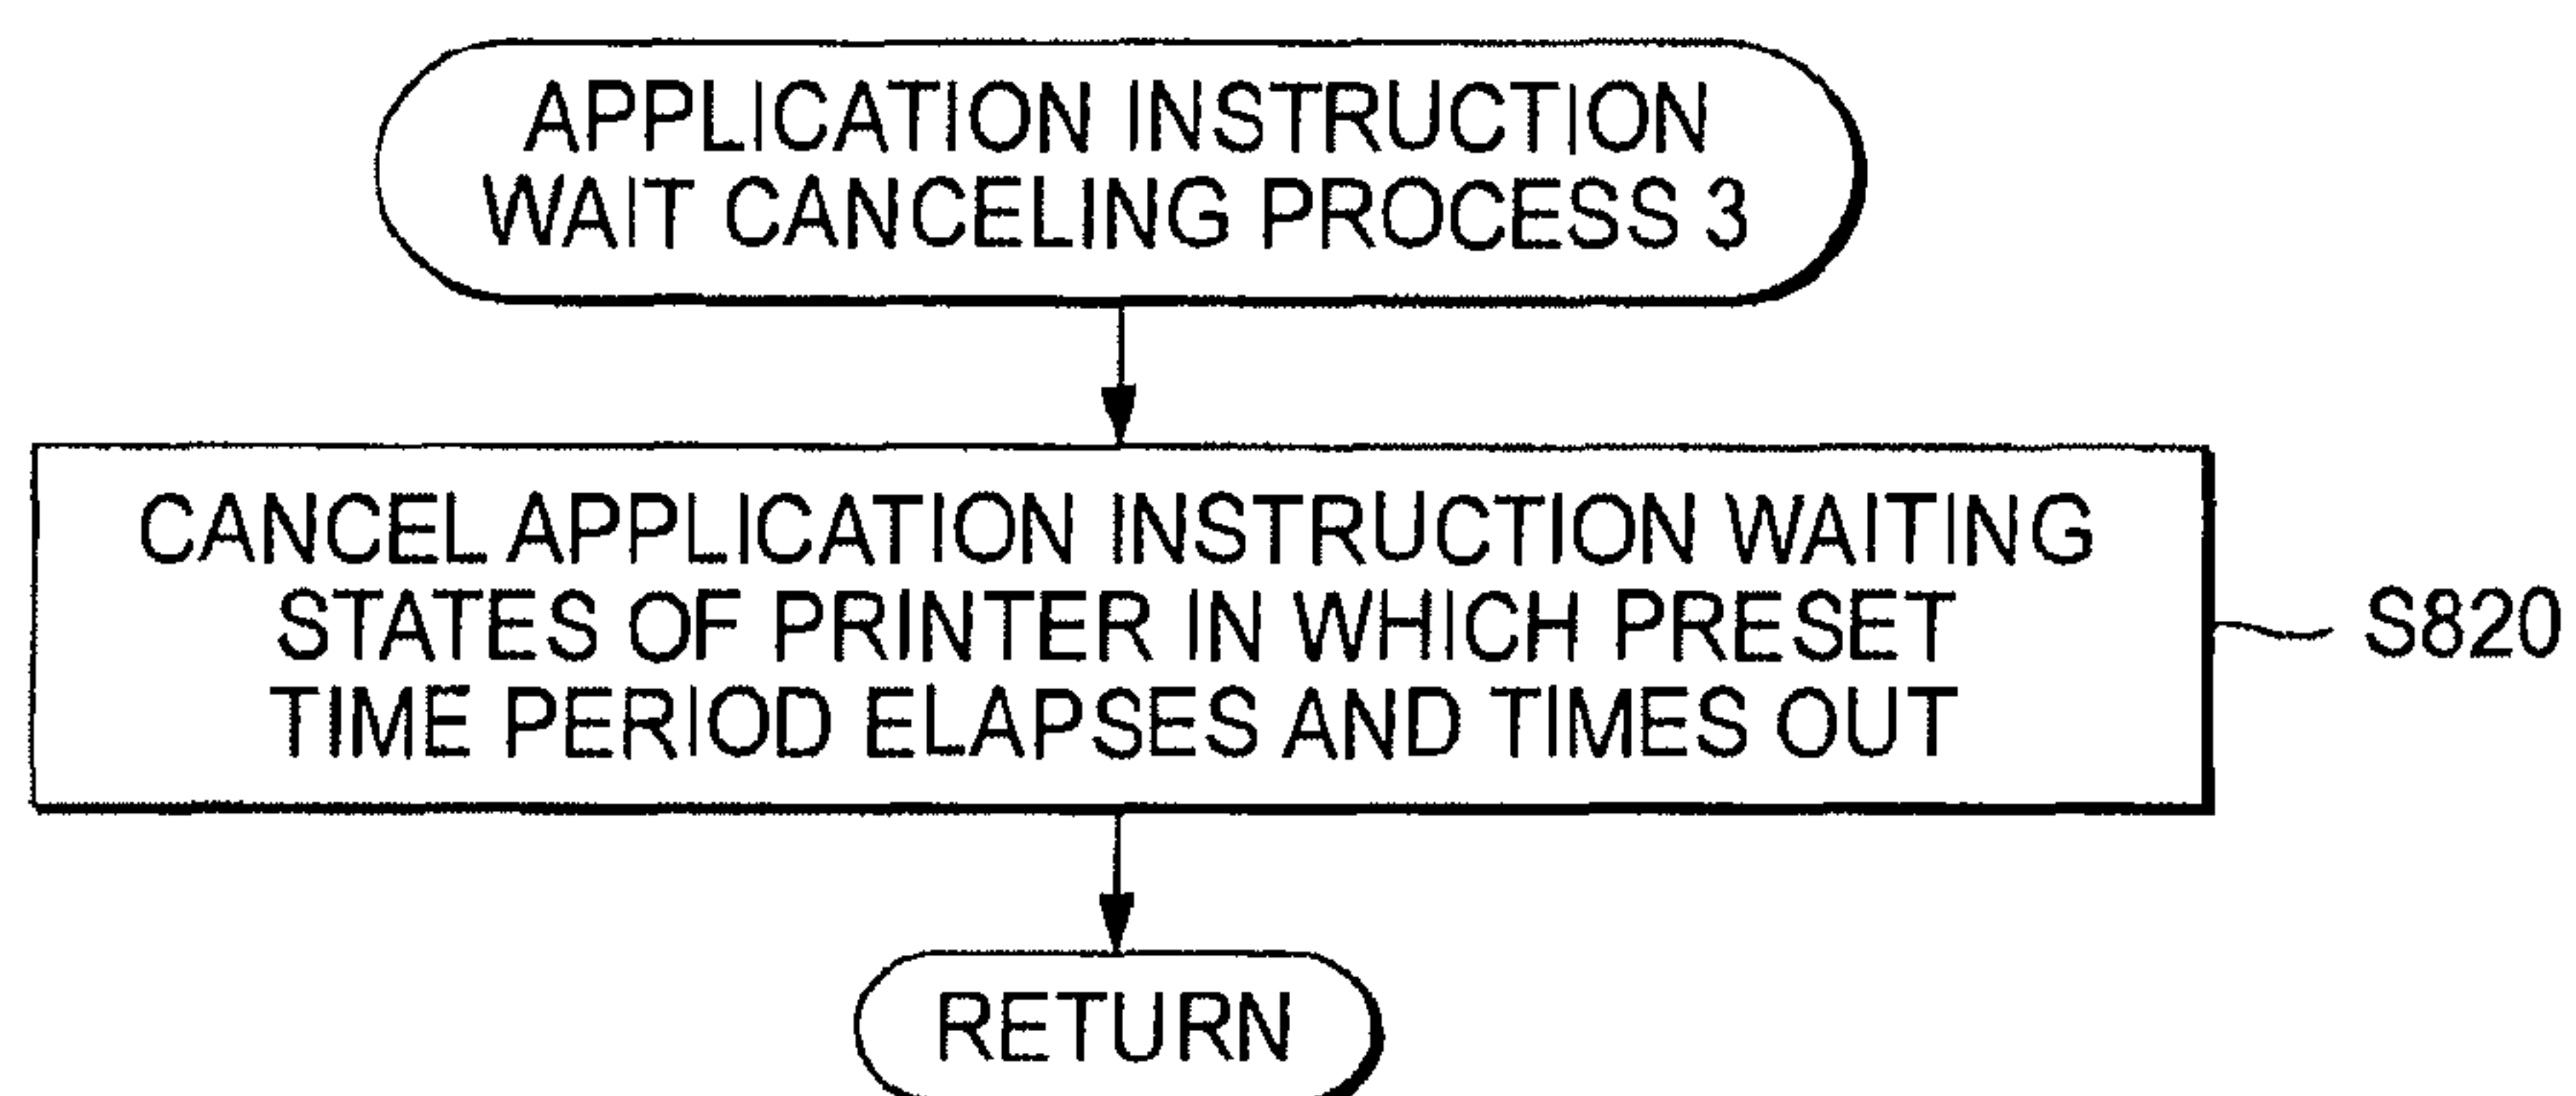 APPLICATION INSTRUCTION
WAIT CANCELING PROCESS 3
CANCEL APPLICATION INSTRUCTION WAITING
STATES OF PRINTER IN WHICH PRESET
TIME PERIOD ELAPSES AND TIMES OUT
S820
RETURN